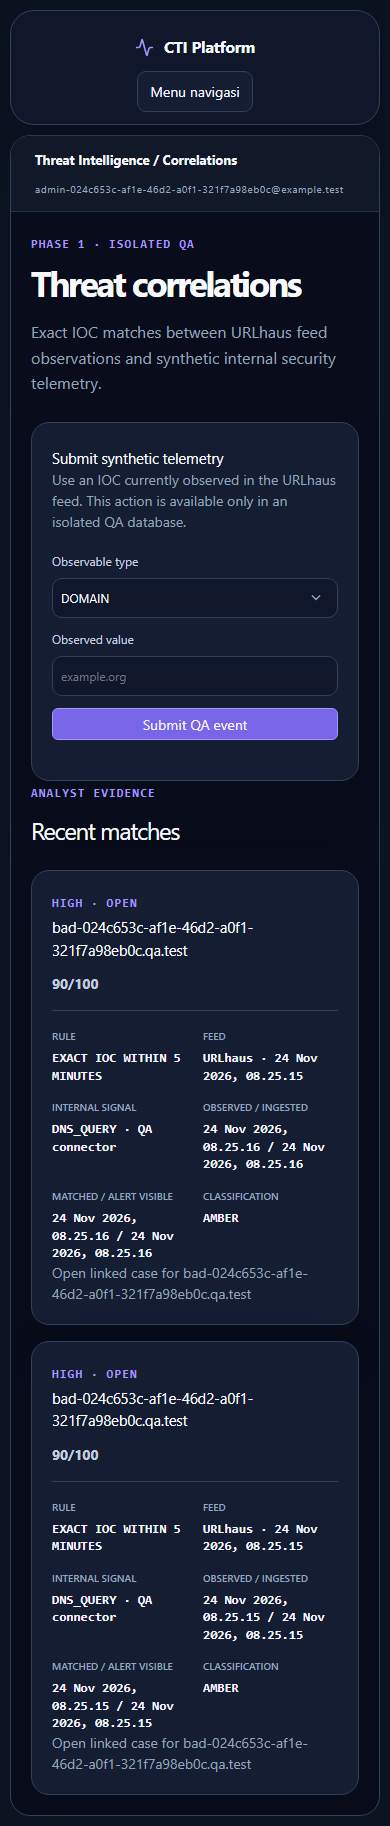 CTI Platform
Menu navigasi
Threat Intelligence / Correlations
admin-024c653c-af1e-46d2-a0f1-321f7a98eb0c@example.test
PHASE 1 · ISOLATED QA
Threat correlations
Exact IOC matches between URLhaus feed
observations and synthetic internal security
telemetry.
Submit synthetic telemetry
Use an IOC currently observed in the URLhaus
feed. This action is available only in an
isolated QA database.
Observable type
DOMAIN
Observed value
example.org
Submit QA event
ANALYST EVIDENCE
Recent matches
HIGH · OPEN
bad-024c653c-af1e-46d2-a0f1-
321f7a98eb0c.qa.test
90/100
RULE
EXACT IOC WITHIN 5
MINUTES
FEED
URLhaus · 24 Nov
2026, 08.25.15
INTERNAL SIGNAL
DNS_QUERY · QA
connector
OBSERVED / INGESTED
24 Nov 2026,
08.25.16 / 24 Nov
2026, 08.25.16
MATCHED / ALERT VISIBLE
24 Nov 2026,
08.25.16 / 24 Nov
2026, 08.25.16
CLASSIFICATION
AMBER
Open linked case for bad-024c653c-af1e-
46d2-a0f1-321f7a98eb0c.qa.test
HIGH · OPEN
bad-024c653c-af1e-46d2-a0f1-
321f7a98eb0c.qa.test
90/100
RULE
EXACT IOC WITHIN 5
MINUTES
FEED
URLhaus · 24 Nov
2026, 08.25.15
INTERNAL SIGNAL
DNS_QUERY · QA
connector
OBSERVED / INGESTED
24 Nov 2026,
08.25.15 / 24 Nov
2026, 08.25.15
MATCHED / ALERT VISIBLE
24 Nov 2026,
08.25.15 / 24 Nov
2026, 08.25.15
CLASSIFICATION
AMBER
Open linked case for bad-024c653c-af1e-
46d2-a0f1-321f7a98eb0c.qa.test